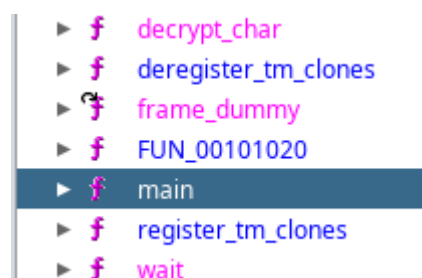 decrypt_char
deregister_tm_clones
frame_dummy
FUN_00101020
main
register_tm_clones
wait